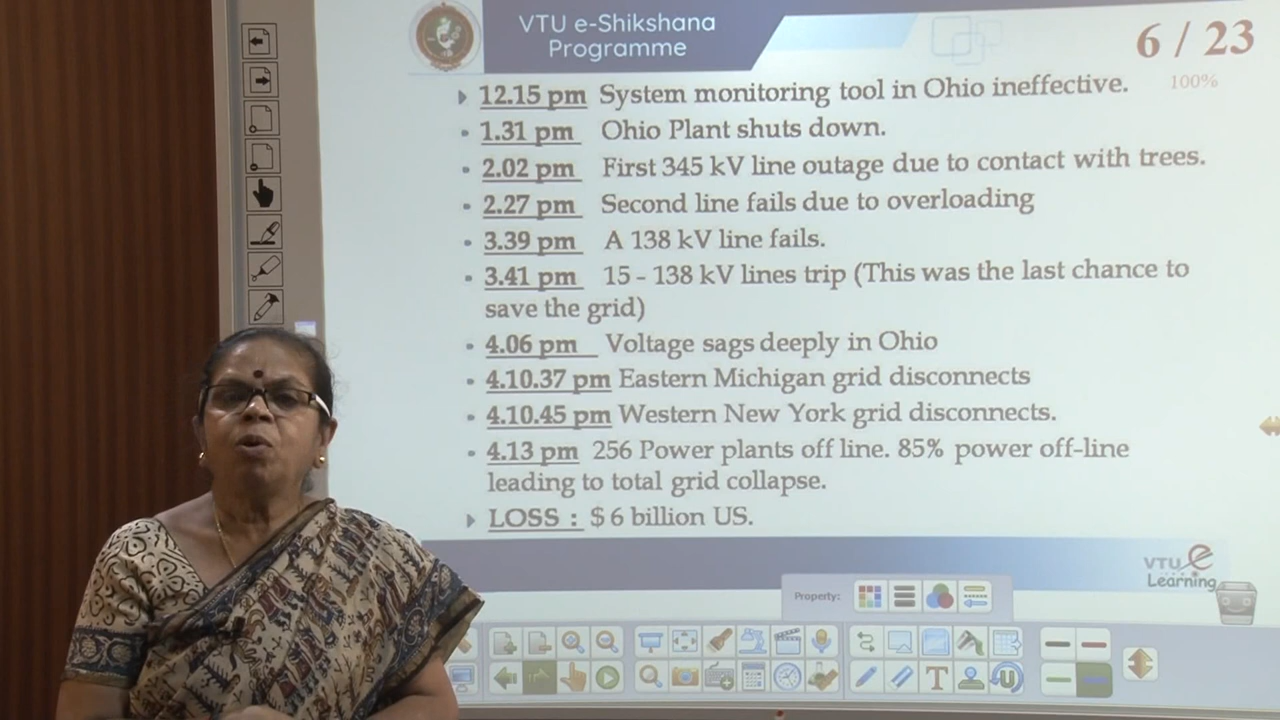 VTU e-Shikshana
Programme
6 / 23
100%
12.15 pm System monitoring tool in Ohio ineffective.
1.31 pm Ohio Plant shuts down.
2.02 pm First 345 kV line outage due to contact with trees.
2.27 pm Second line fails due to overloading
3.39 pm A 138 kV line fails.
3.41 pm 15 - 138 kV lines trip (This was the last chance to
save the grid)
4.06 pm Voltage sags deeply in Ohio
4.10.37 pm Eastern Michigan grid disconnects
4.10.45 pm Western New York grid disconnects.
4.13 pm 256 Power plants off line. 85% power off-line
leading to total grid collapse.
LOSS : $ 6 billion US.
VTU e
Learning
Property:
T